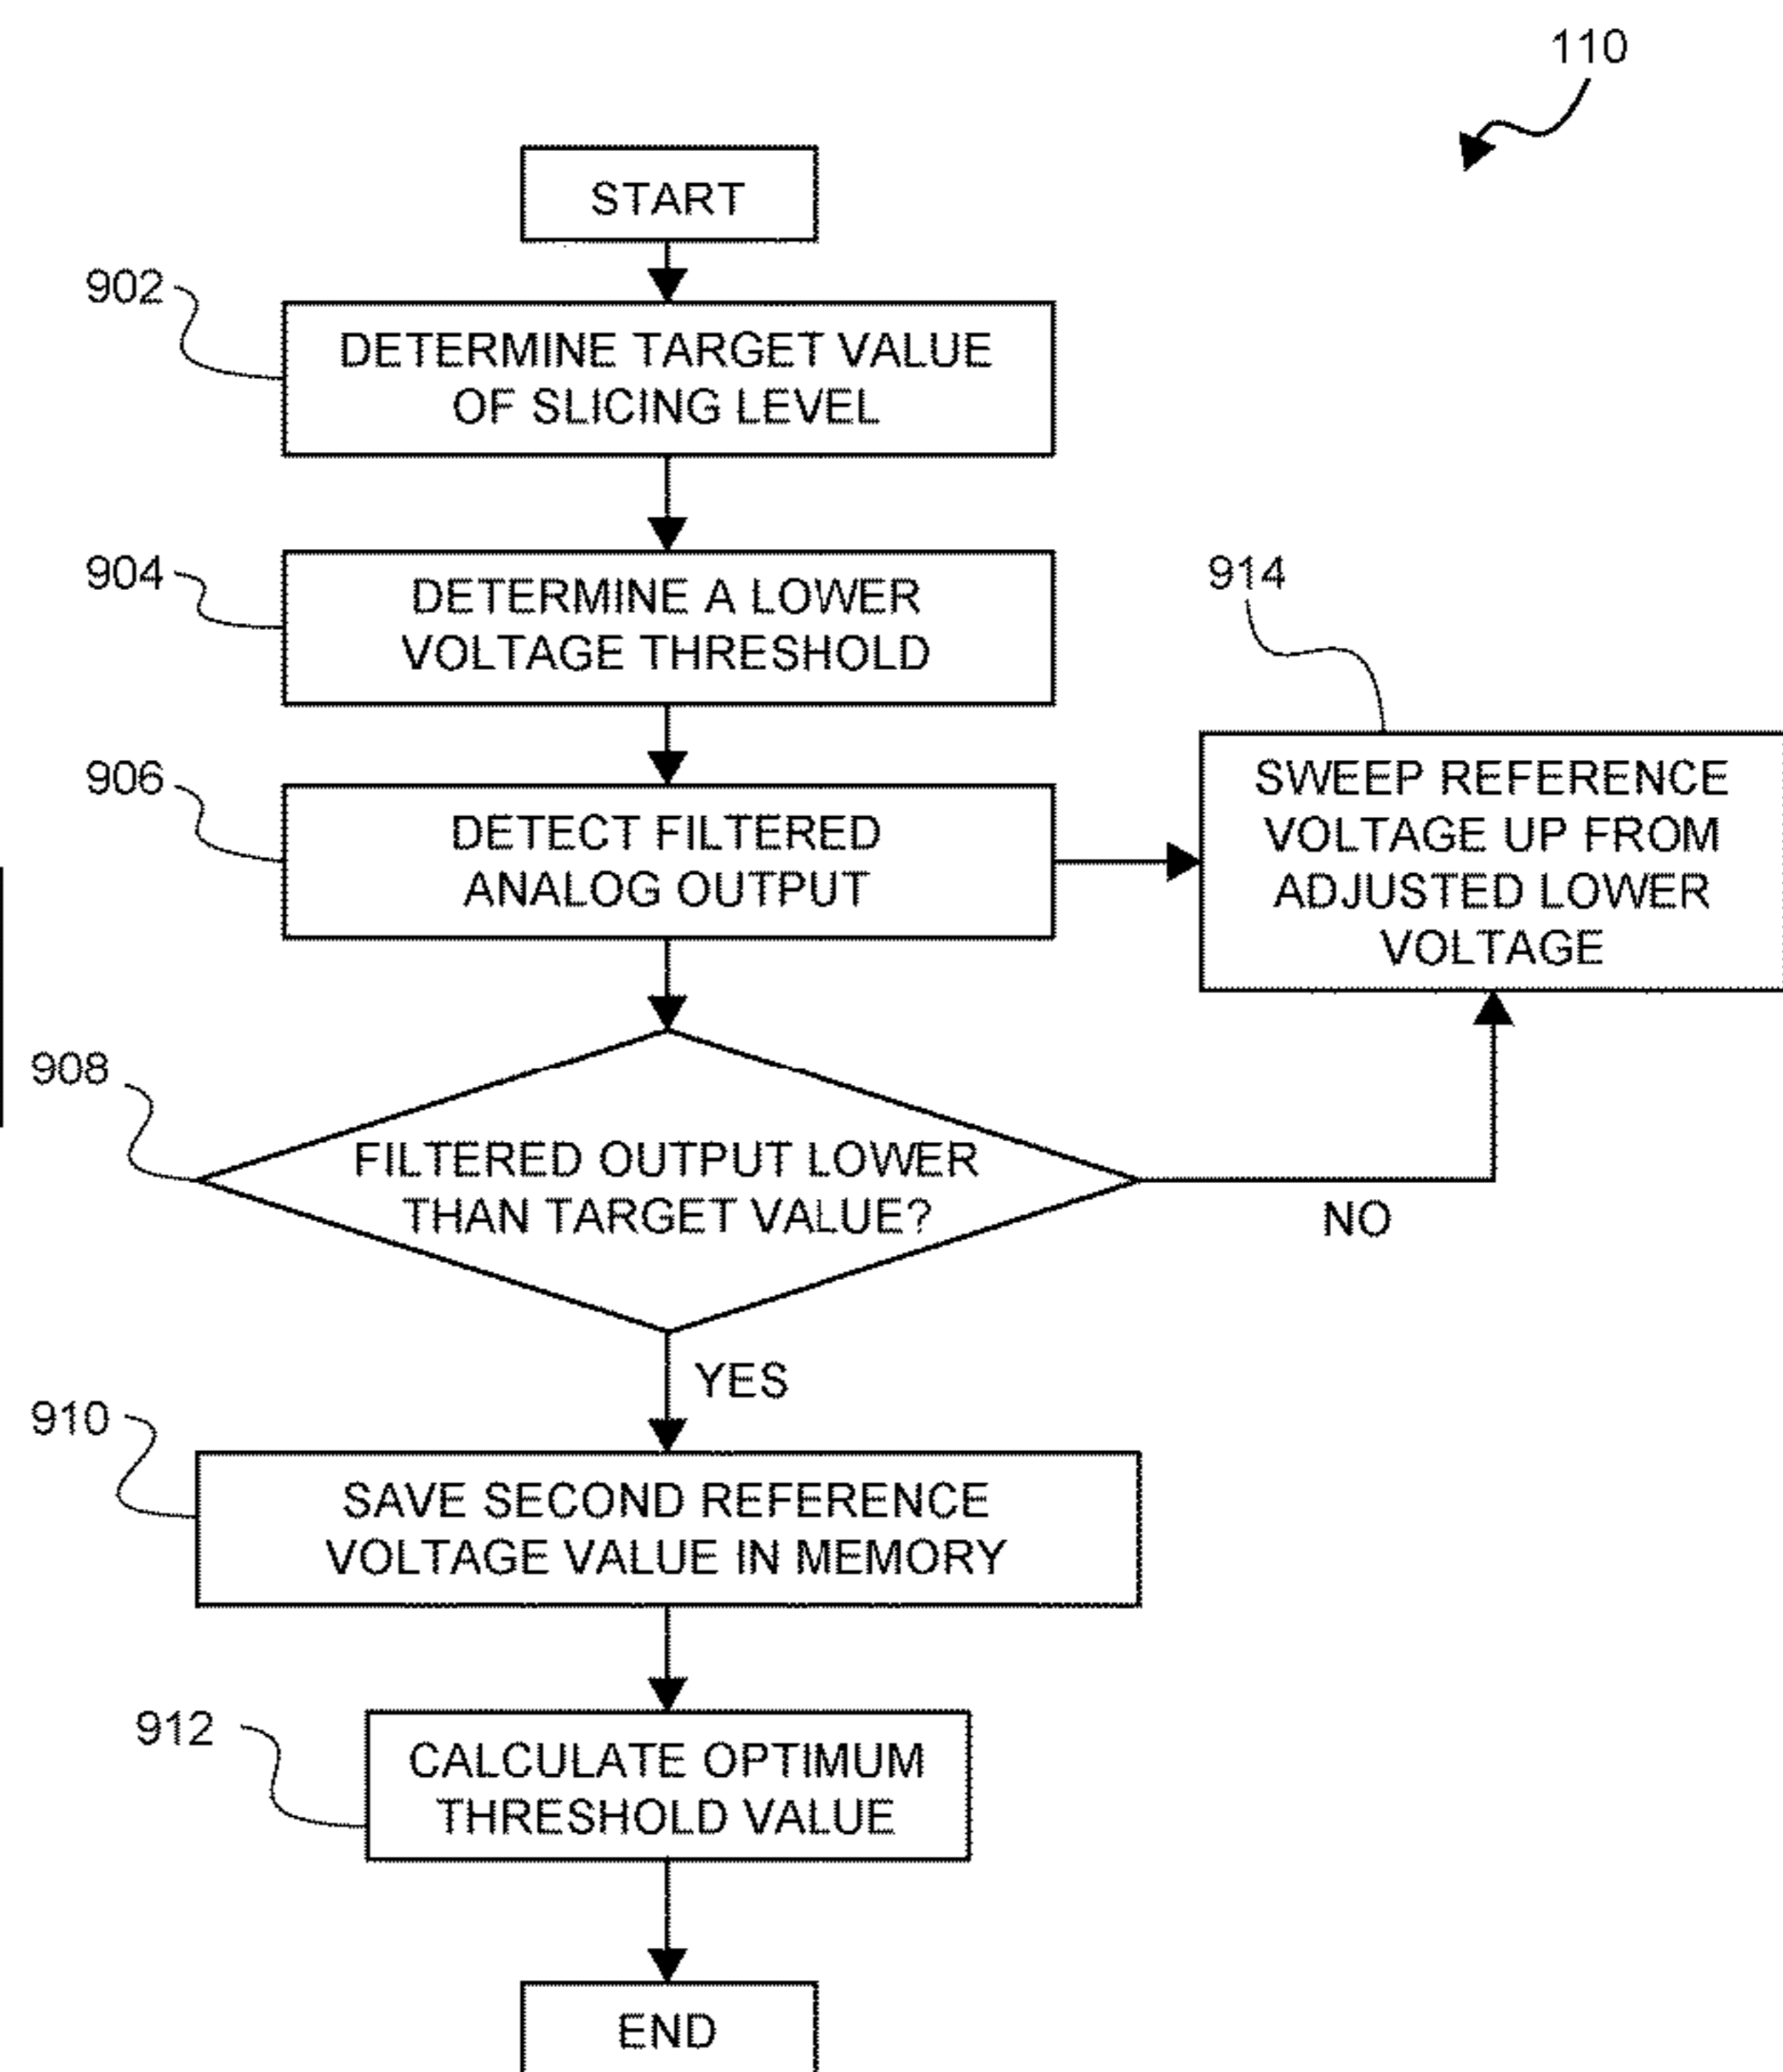 110
START
902
DETERMINE TARGET VALUE
OF SLICING LEVEL
904
DETERMINE A LOWER
VOLTAGE THRESHOLD
914
906
DETECT FILTERED
ANALOG OUTPUT
SWEEP REFERENCE
VOLTAGE UP FROM
ADJUSTED LOWER
VOLTAGE
908
FILTERED OUTPUT LOWER
THAN TARGET VALUE?
NO
YES
910
SAVE SECOND REFERENCE
VOLTAGE VALUE IN MEMORY
912
CALCULATE OPTIMUM
THRESHOLD VALUE
END